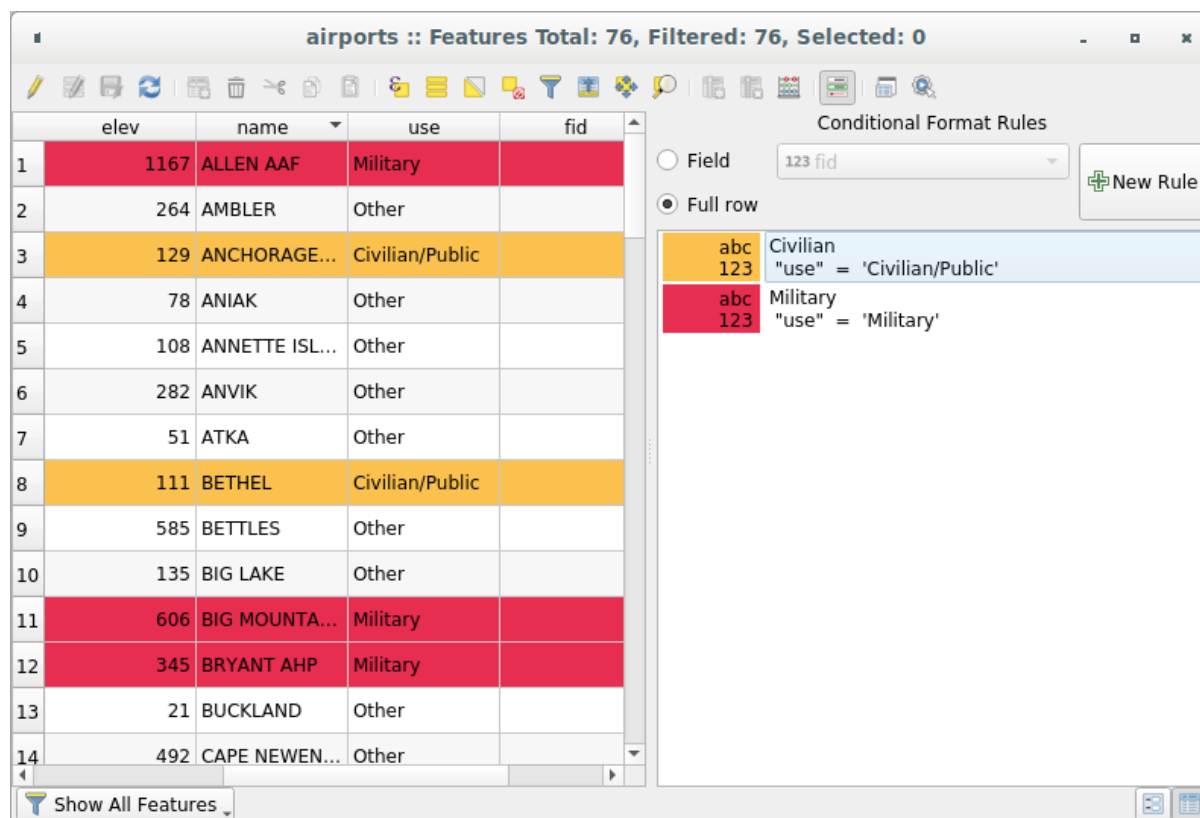 airports :: Features Total: 76, Filtered: 76, Selected: 0
elev name use fid
1 1167 ALLEN AAF Military
2 264 AMBLER Other
3 129 ANCHORAGE... Civilian/Public
4 78 ANIAK Other
5 108 ANNETTE ISL... Other
6 282 ANVIK Other
7 51 ATKA Other
8 111 BETHEL Civilian/Public
9 585 BETTLES Other
10 135 BIG LAKE Other
11 606 BIG MOUNTA... Military
12 345 BRYANT AHP Military
13 21 BUCKLAND Other
14 492 CAPE NEWEN... Other
Show All Features
Conditional Format Rules
Field 123 fid
Full row
New Rule
abc Civilian
123 "use" = 'Civilian/Public'
abc Military
123 "use" = 'Military'